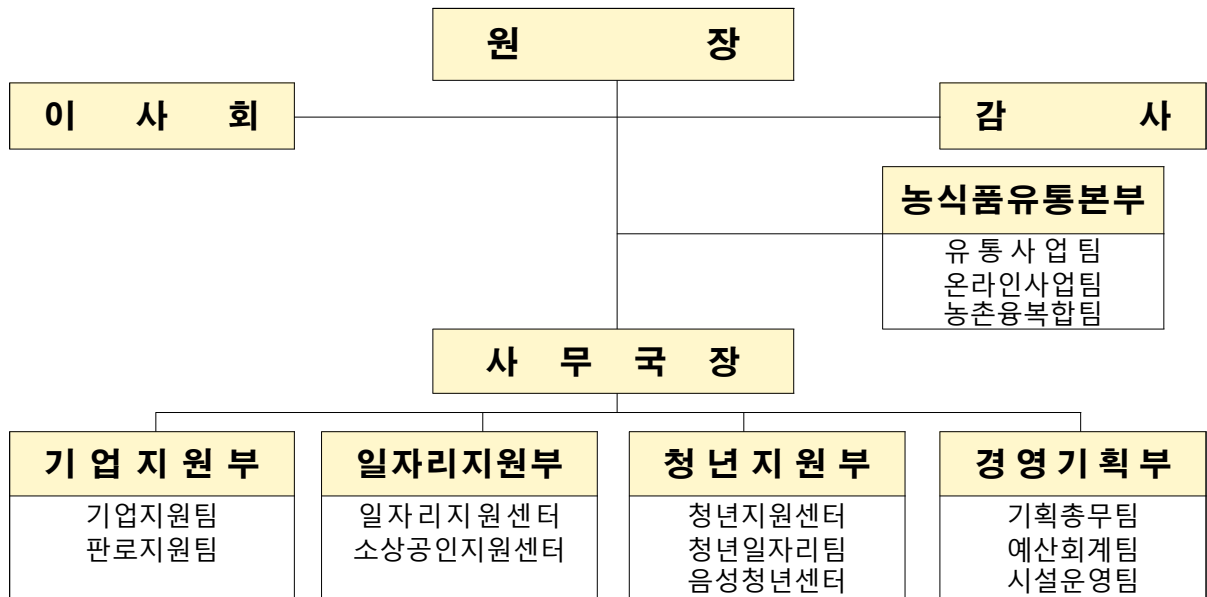 원 장
이 사 회
감 사
농식품유통본부
유 통 사 업 팀
온라인사업팀
농촌융복합팀
사 무 국 장
기 업 지 원 부
기업지원팀
판로지원팀
일자리지원부
일자리지원센터
소상공인지원센터
청 년 지 원 부
청년지원센터
청년일자리팀
음성청년센터
경 영 기 획 부
기획총무팀
예산회계팀
시설운영팀